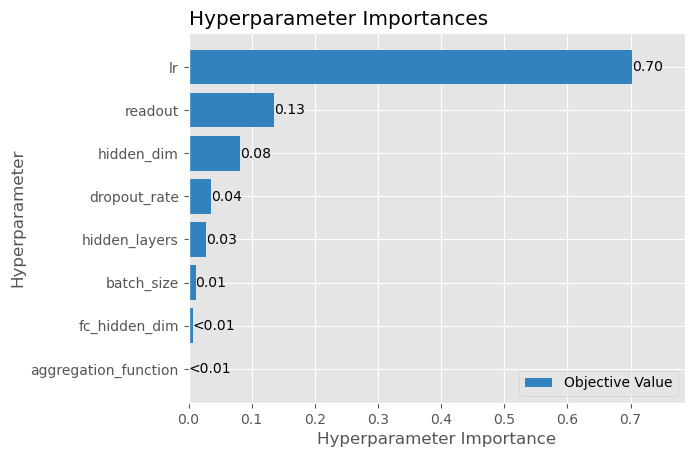 Hyperparameter Importances
Hyperparameter
lr
0.70
readout
0.13
hidden_dim
0.08
dropout_rate
0.04
hidden_layers
0.03
batch_size
0.01
fc_hidden_dim
<0.01
aggregation_function
<0.01
Objective Value
0.0 0.1 0.2 0.3 0.4 0.5 0.6 0.7
Hyperparameter Importance